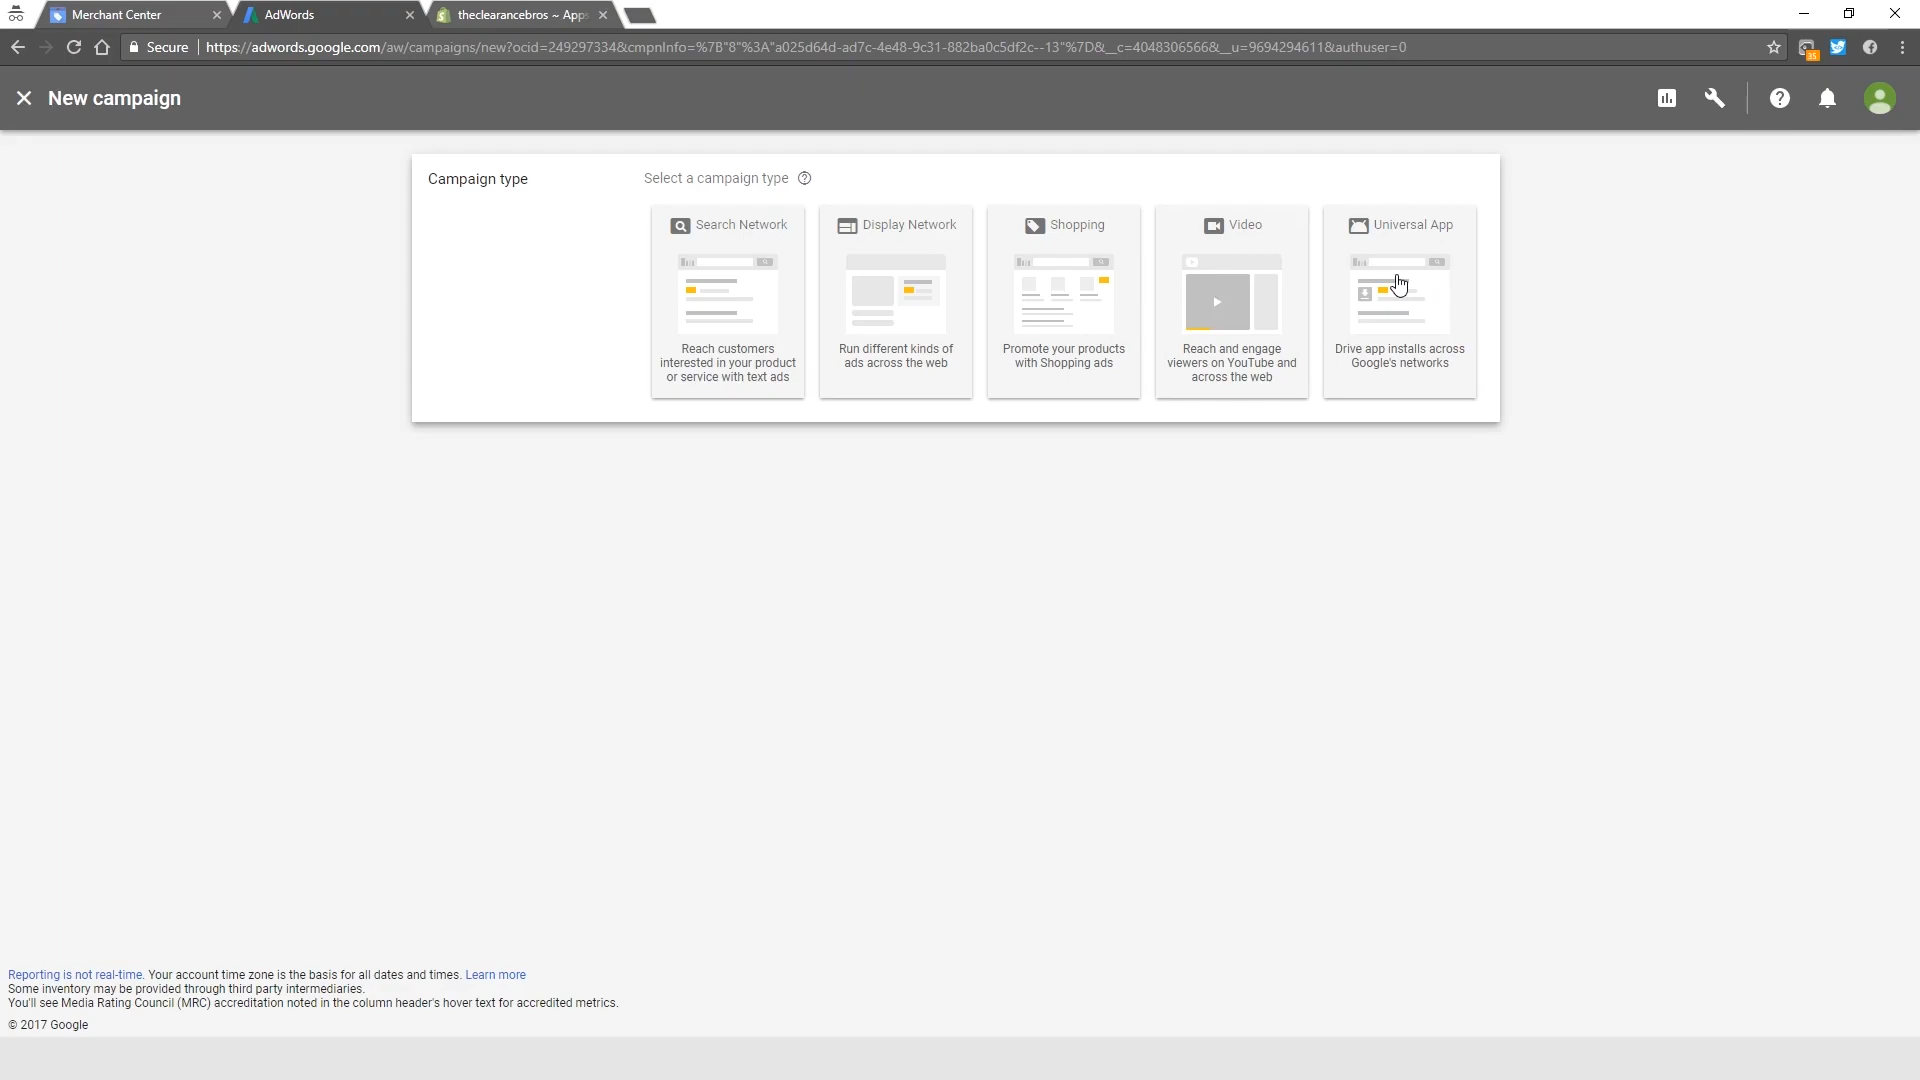 Merchant Center
AdWords
theclearancebros ~ Apps
Secure
https://adwords.google.com/aw/campaigns/new?ocid=249297334&cmpnInfo=%7B"8"%3A"a025d64d-ad7c-4e48-9c31-882ba0c5df2c--13"%7D&__c=4048306566&__u=9694294611&authuser=0
35
New campaign
Campaign type
Select a campaign type
Search Network
Reach customers
interested in your product
or service with text ads
Display Network
Run different kinds of
ads across the web
Shopping
Promote your products
with Shopping ads
Video
Reach and engage
viewers on YouTube and
across the web
Universal App
Drive app installs across
Google's networks
Reporting is not real-time. Your account time zone is the basis for all dates and times. Learn more
Some inventory may be provided through third party intermediaries.
You'll see Media Rating Council (MRC) accreditation noted in the column header's hover text for accredited metrics.
© 2017 Google